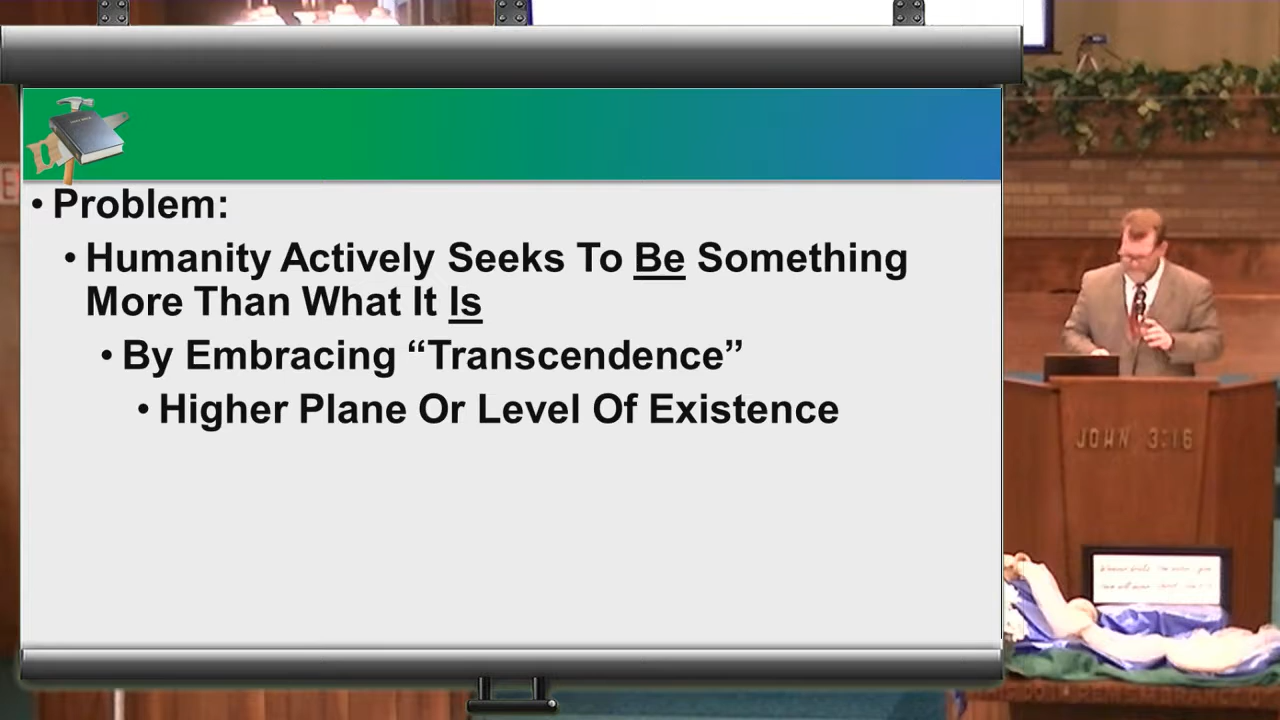 • Problem:
• Humanity Actively Seeks To Be Something
More Than What It Is
• By Embracing “Transcendence”
• Higher Plane Or Level Of Existence
JOHN 3:16